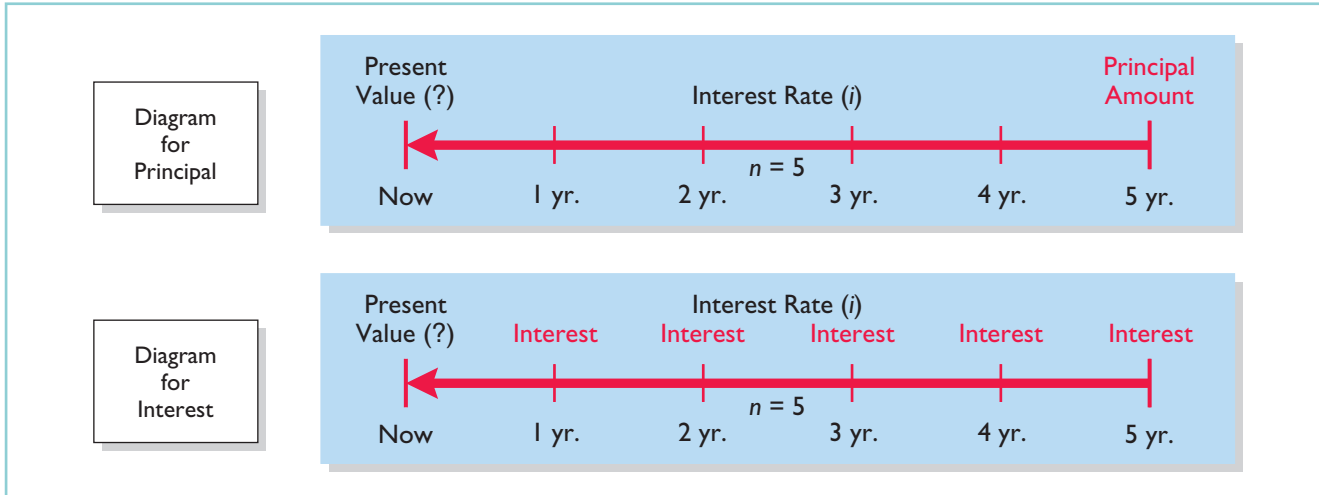 Diagram
for
Principal
Present
Value (?)
Interest Rate (i)
Principal
Amount
n = 5
Now 1 yr. 2 yr. 3 yr. 4 yr. 5 yr.
Diagram
for
Interest
Present
Value (?)
Interest Rate (i)
Interest Interest Interest Interest Interest
n = 5
Now 1 yr. 2 yr. 3 yr. 4 yr. 5 yr.